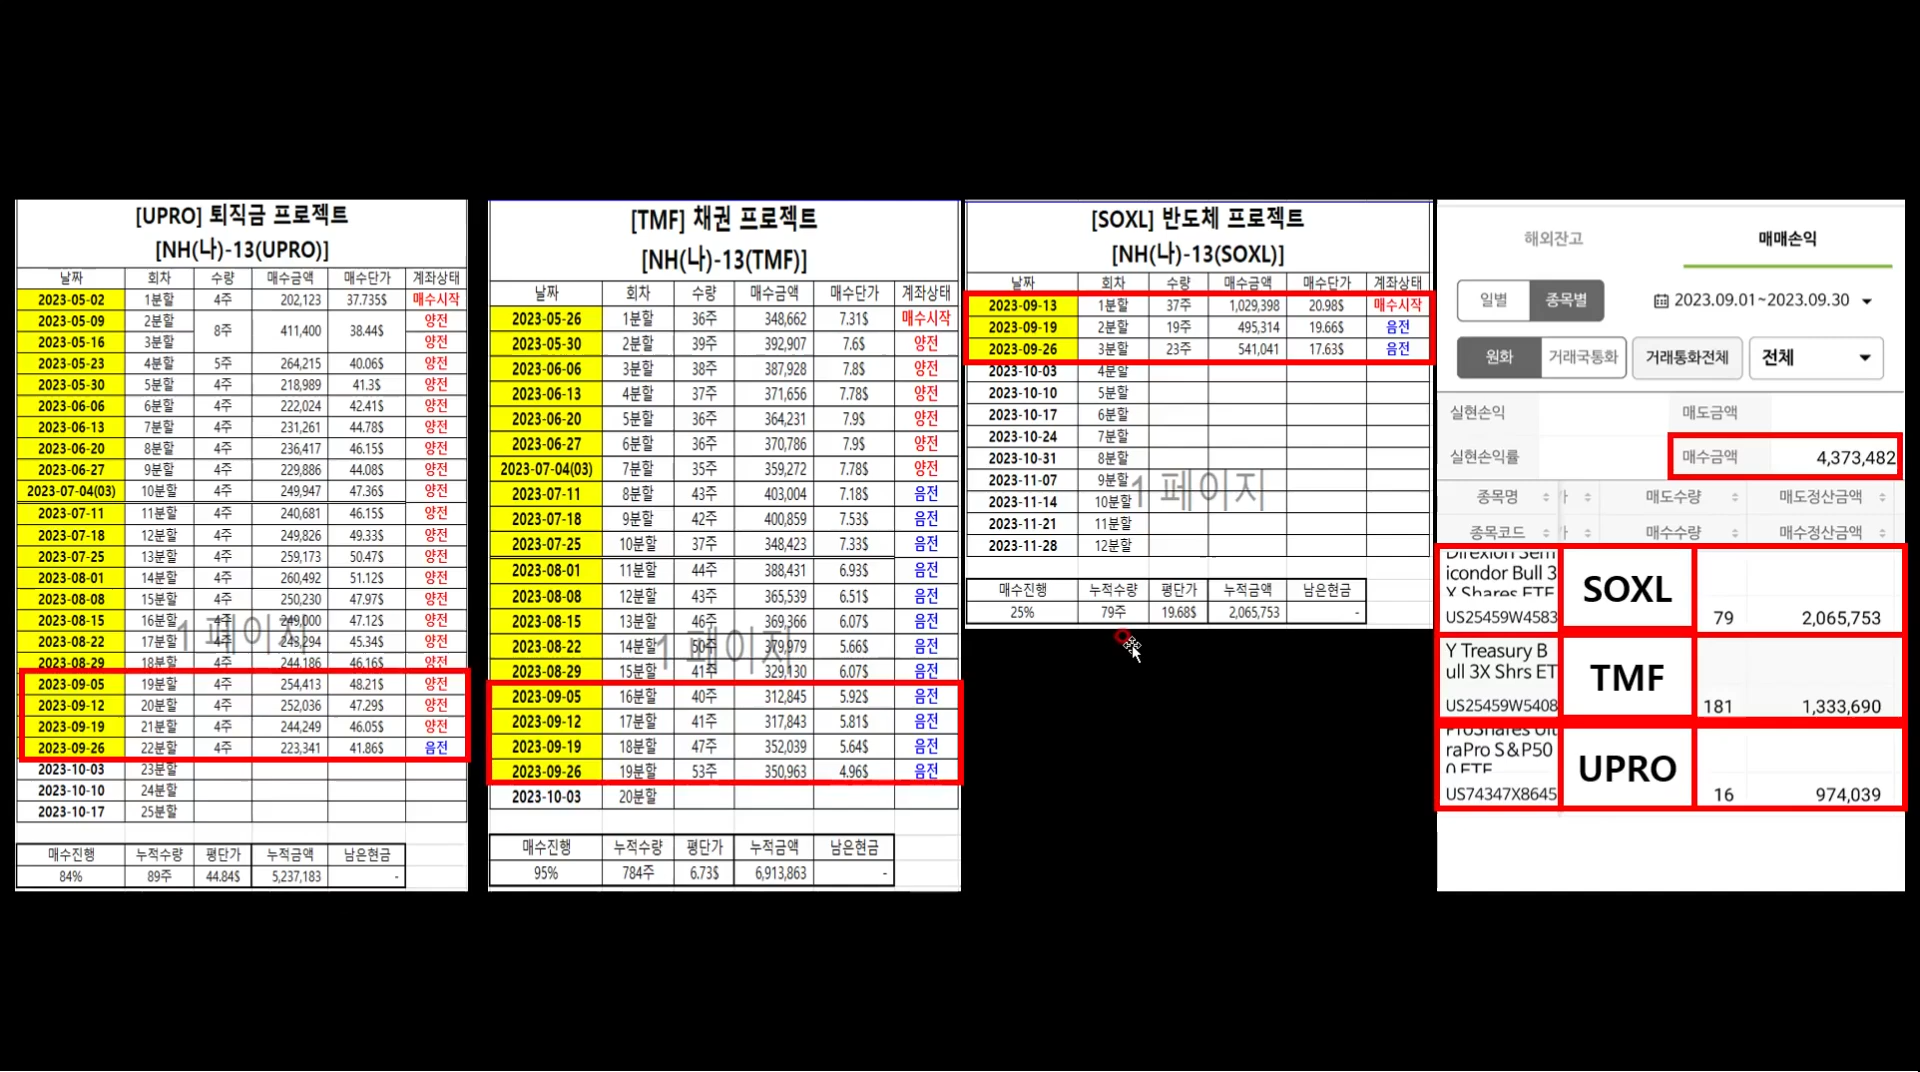 [UPRO] 퇴직금 프로젝트
[NH(나)-13(UPRO)]
날짜 회차 수량 매수금액 매수단가 계좌상태
2023-05-02 1분할 4주 202,123 37.735$ 매수시작
2023-05-09 2분할 8주 411,400 38.44$ 양전
2023-05-16 3분할 양전
2023-05-23 4분할 5주 264,215 40.06$ 양전
2023-05-30 5분할 4주 218,989 41.3$ 양전
2023-06-06 6분할 4주 222,024 42.41$ 양전
2023-06-13 7분할 4주 231,261 44.78$ 양전
2023-06-20 8분할 4주 236,417 46.15$ 양전
2023-06-27 9분할 4주 229,886 44.08$ 양전
2023-07-04(03) 10분할 4주 249,947 47.36$ 양전
2023-07-11 11분할 4주 240,681 46.15$ 양전
2023-07-18 12분할 4주 249,826 49.33$ 양전
2023-07-25 13분할 4주 259,173 50.47$ 양전
2023-08-01 14분할 4주 260,492 51.12$ 양전
2023-08-08 15분할 4주 250,230 47.97$ 양전
2023-08-15 16분할 4주 249,000 47.12$ 양전
2023-08-22 17분할 4주 243,294 45.34$ 양전
2023-08-29 18분할 4주 244,186 46.16$ 양전
2023-09-05 19분할 4주 254,413 48.21$ 양전
2023-09-12 20분할 4주 252,036 47.29$ 양전
2023-09-19 21분할 4주 244,249 46.05$ 양전
2023-09-26 22분할 4주 223,341 41.86$ 음전
2023-10-03 23분할
2023-10-10 24분할
2023-10-17 25분할
1 페이지
매수진행 누적수량 평단가 누적금액 남은현금
84% 89주 44.84$ 5,237,183 -
[TMF] 채권 프로젝트
[NH(나)-13(TMF)]
날짜 회차 수량 매수금액 매수단가 계좌상태
2023-05-26 1분할 36주 348,662 7.31$ 매수시작
2023-05-30 2분할 39주 392,907 7.6$ 양전
2023-06-06 3분할 38주 387,928 7.8$ 양전
2023-06-13 4분할 37주 371,656 7.78$ 양전
2023-06-20 5분할 36주 364,231 7.9$ 양전
2023-06-27 6분할 36주 370,786 7.9$ 양전
2023-07-04(03) 7분할 35주 359,272 7.78$ 양전
2023-07-11 8분할 43주 403,004 7.18$ 음전
2023-07-18 9분할 42주 400,859 7.53$ 음전
2023-07-25 10분할 37주 348,423 7.33$ 음전
2023-08-01 11분할 44주 388,431 6.93$ 음전
2023-08-08 12분할 43주 365,539 6.51$ 음전
2023-08-15 13분할 46주 369,366 6.07$ 음전
2023-08-22 14분할 50주 379,979 5.66$ 음전
2023-08-29 15분할 41주 329,130 6.07$ 음전
2023-09-05 16분할 40주 312,845 5.92$ 음전
2023-09-12 17분할 41주 317,843 5.81$ 음전
2023-09-19 18분할 47주 352,039 5.64$ 음전
2023-09-26 19분할 53주 350,963 4.96$ 음전
2023-10-03 20분할
1 페이지
매수진행 누적수량 평단가 누적금액 남은현금
95% 784주 6.73$ 6,913,863 -
[SOXL] 반도체 프로젝트
[NH(나)-13(SOXL)]
날짜 회차 수량 매수금액 매수단가 계좌상태
2023-09-13 1분할 37주 1,029,398 20.98$ 매수시작
2023-09-19 2분할 19주 495,314 19.66$ 음전
2023-09-26 3분할 23주 541,041 17.63$ 음전
2023-10-03 4분할
2023-10-10 5분할
2023-10-17 6분할
2023-10-24 7분할
2023-10-31 8분할
2023-11-07 9분할
2023-11-14 10분할
2023-11-21 11분할
2023-11-28 12분할
1 페이지
매수진행 누적수량 평단가 누적금액 남은현금
25% 79주 19.68$ 2,065,753 -
해외잔고 매매손익
일별 종목별 2023.09.01~2023.09.30
원화 거래국통화 거래통화전체 전체
실현손익 매도금액
실현손익률 매수금액 4,373,482
종목명 매도수량 매도정산금액
종목코드 매수수량 매수정산금액
Direxion Sem
icondor Bull 3
X Shares ETF
US25459W4583 SOXL 79 2,065,753
Y Treasury B
ull 3X Shrs ET
US25459W5408 TMF 181 1,333,690
ProShares Ult
raPro S&P50
0 ETF
US74347X8645 UPRO 16 974,039